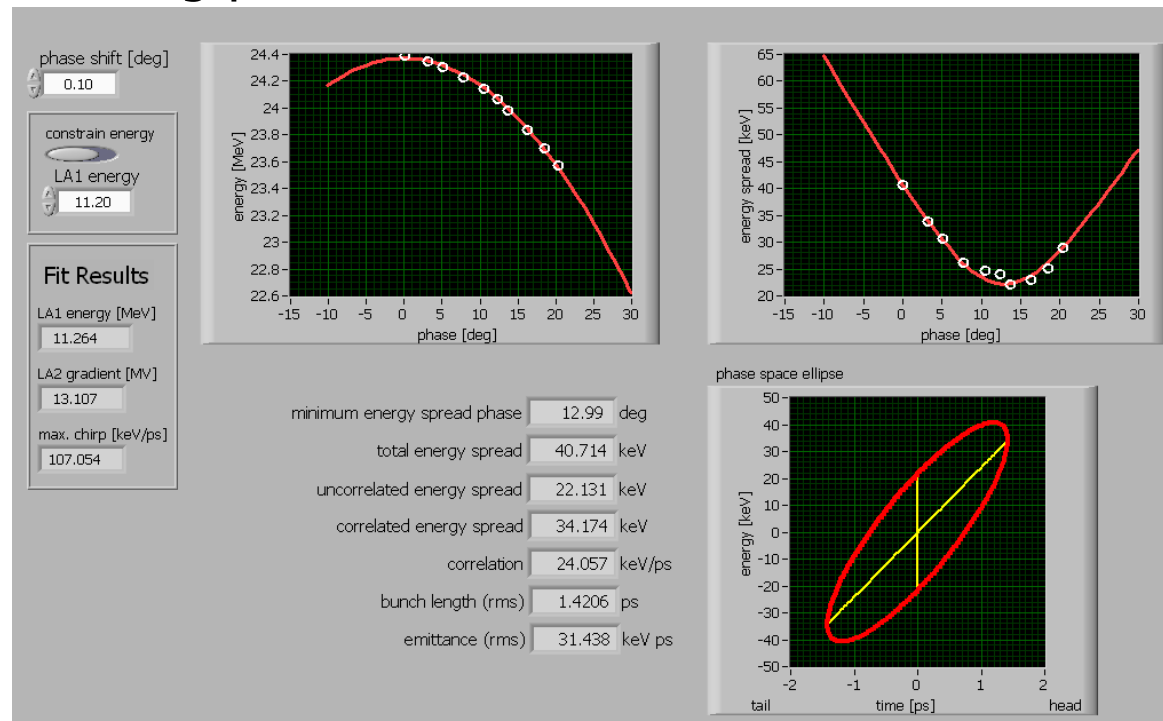 phase shift [deg]
0.10
constrain energy
LA1 energy
11.20
Fit Results
LA1 energy [MeV]
11.264
LA2 gradient [MV]
13.107
max. chirp [keV/ps]
107.054
energy [MeV]
24.4
24.2
24
23.8
23.6
23.4
23.2
23
22.8
22.6
-15 -10 -5 0 5 10 15 20 25 30
phase [deg]
energy spread [keV]
65
60
55
50
45
40
35
30
25
20
-15 -10 -5 0 5 10 15 20 25 30
phase [deg]
minimum energy spread phase 12.99 deg
total energy spread 40.714 keV
uncorrelated energy spread 22.131 keV
correlated energy spread 34.174 keV
correlation 24.057 keV/ps
bunch length (rms) 1.4206 ps
emittance (rms) 31.438 keV ps
phase space ellipse
energy [keV]
50
40
30
20
10
0
-10
-20
-30
-40
-50
-2 -1 0 1 2
tail time [ps] head